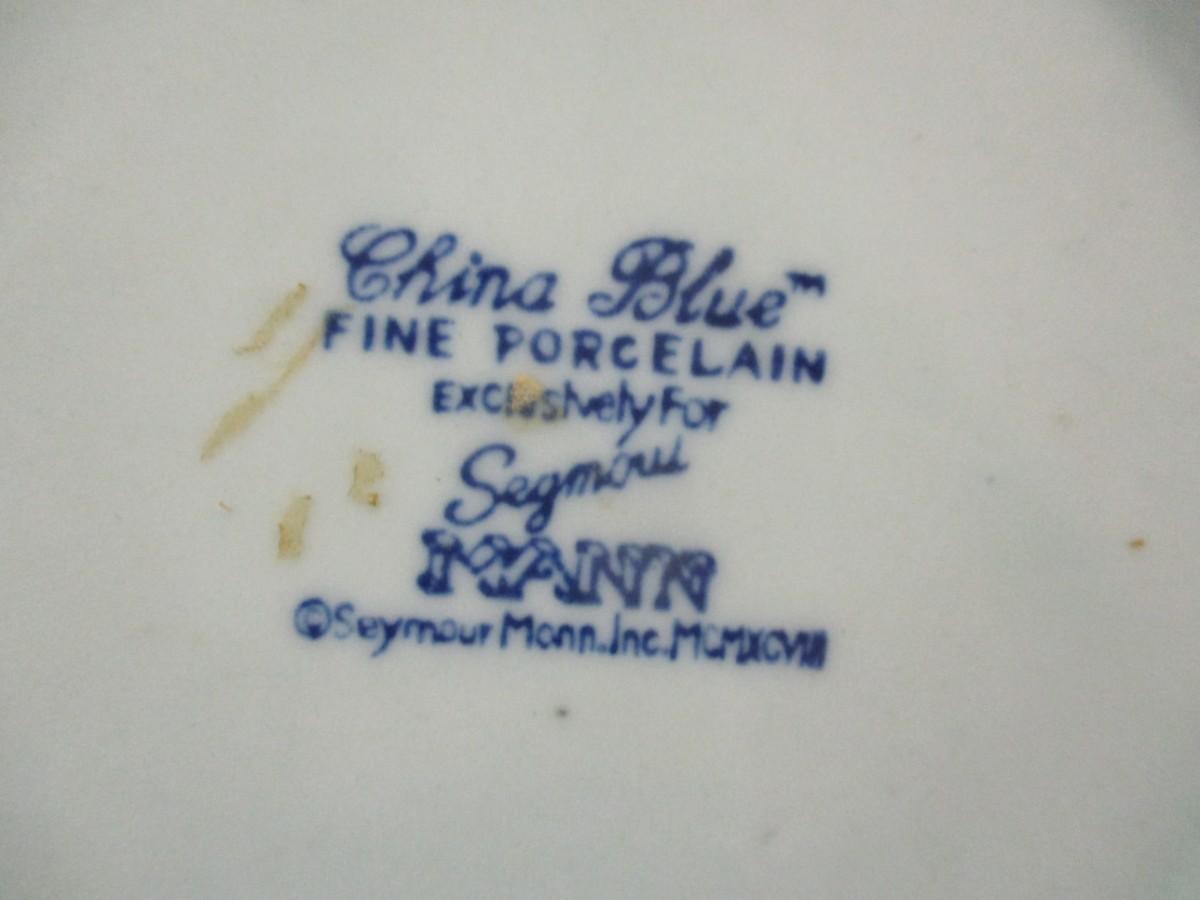 China Blue™
FINE PORCELAIN
Exclusively For
Seymour
MANN
©Seymour Mann.Inc.MCMXCVIII